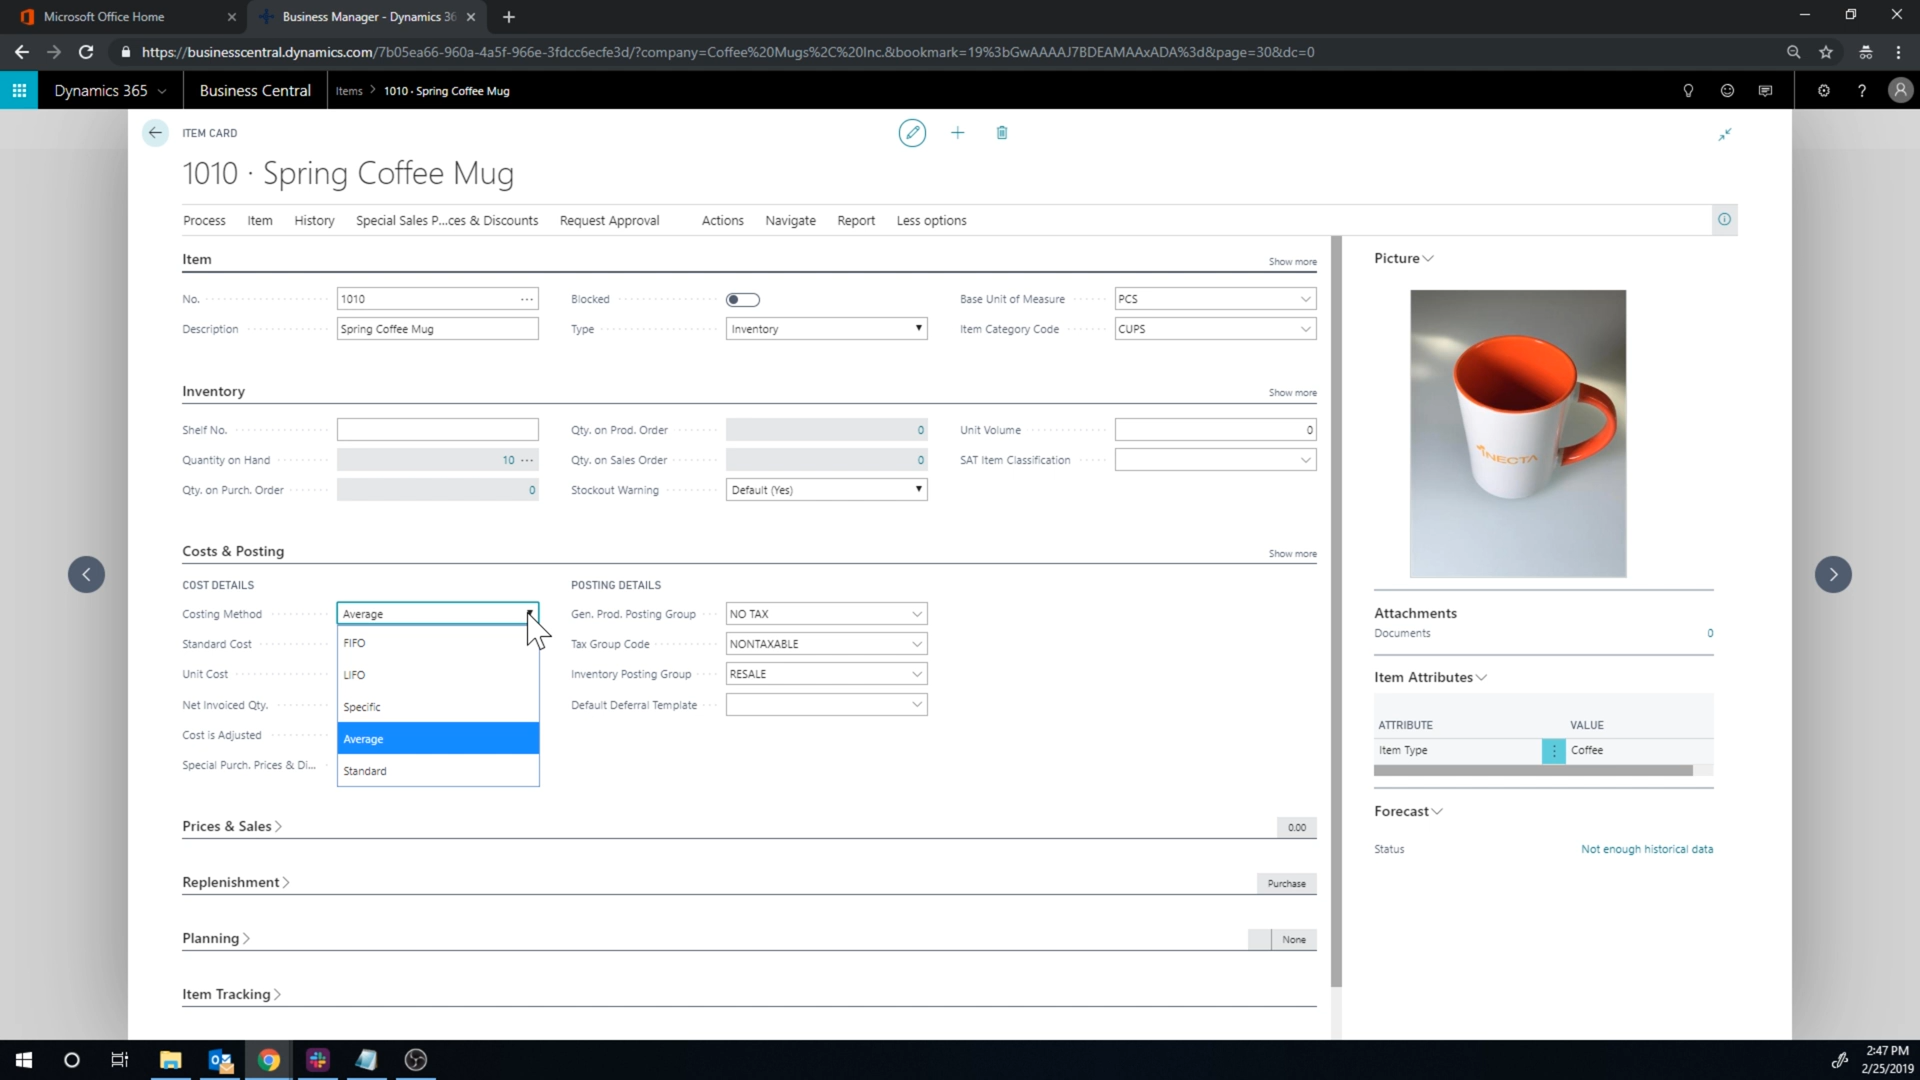 Microsoft Office Home
Business Manager - Dynamics 36
https://businesscentral.dynamics.com/7b05ea66-960a-4a5f-966e-3fdcc6ecfe3d/?company=Coffee%20Mugs%2C%20Inc.&bookmark=19%3bGwAAAAJ7BDEAMAAxADA%3d&page=30&dc=0
Dynamics 365
Business Central
Items > 1010 · Spring Coffee Mug
ITEM CARD
1010 · Spring Coffee Mug
Process Item History Special Sales P...ces & Discounts Request Approval Actions Navigate Report Less options
Item
Show more
No. 1010
Blocked
Base Unit of Measure PCS
Description Spring Coffee Mug
Type Inventory
Item Category Code CUPS
Inventory
Show more
Shelf No.
Qty. on Prod. Order 0
Unit Volume 0
Quantity on Hand 10
Qty. on Sales Order 0
SAT Item Classification
Qty. on Purch. Order 0
Stockout Warning Default (Yes)
Costs & Posting
Show more
COST DETAILS
POSTING DETAILS
Costing Method Average
Gen. Prod. Posting Group NO TAX
Standard Cost
FIFO
Tax Group Code NONTAXABLE
Unit Cost
LIFO
Inventory Posting Group RESALE
Net Invoiced Qty.
Specific
Default Deferral Template
Cost is Adjusted
Average
Special Purch. Prices & Di...
Standard
Prices & Sales
0.00
Replenishment
Purchase
Planning
None
Item Tracking
Picture
INECTA
Attachments
Documents 0
Item Attributes
ATTRIBUTE VALUE
Item Type Coffee
Forecast
Status Not enough historical data
2:47 PM
2/25/2019